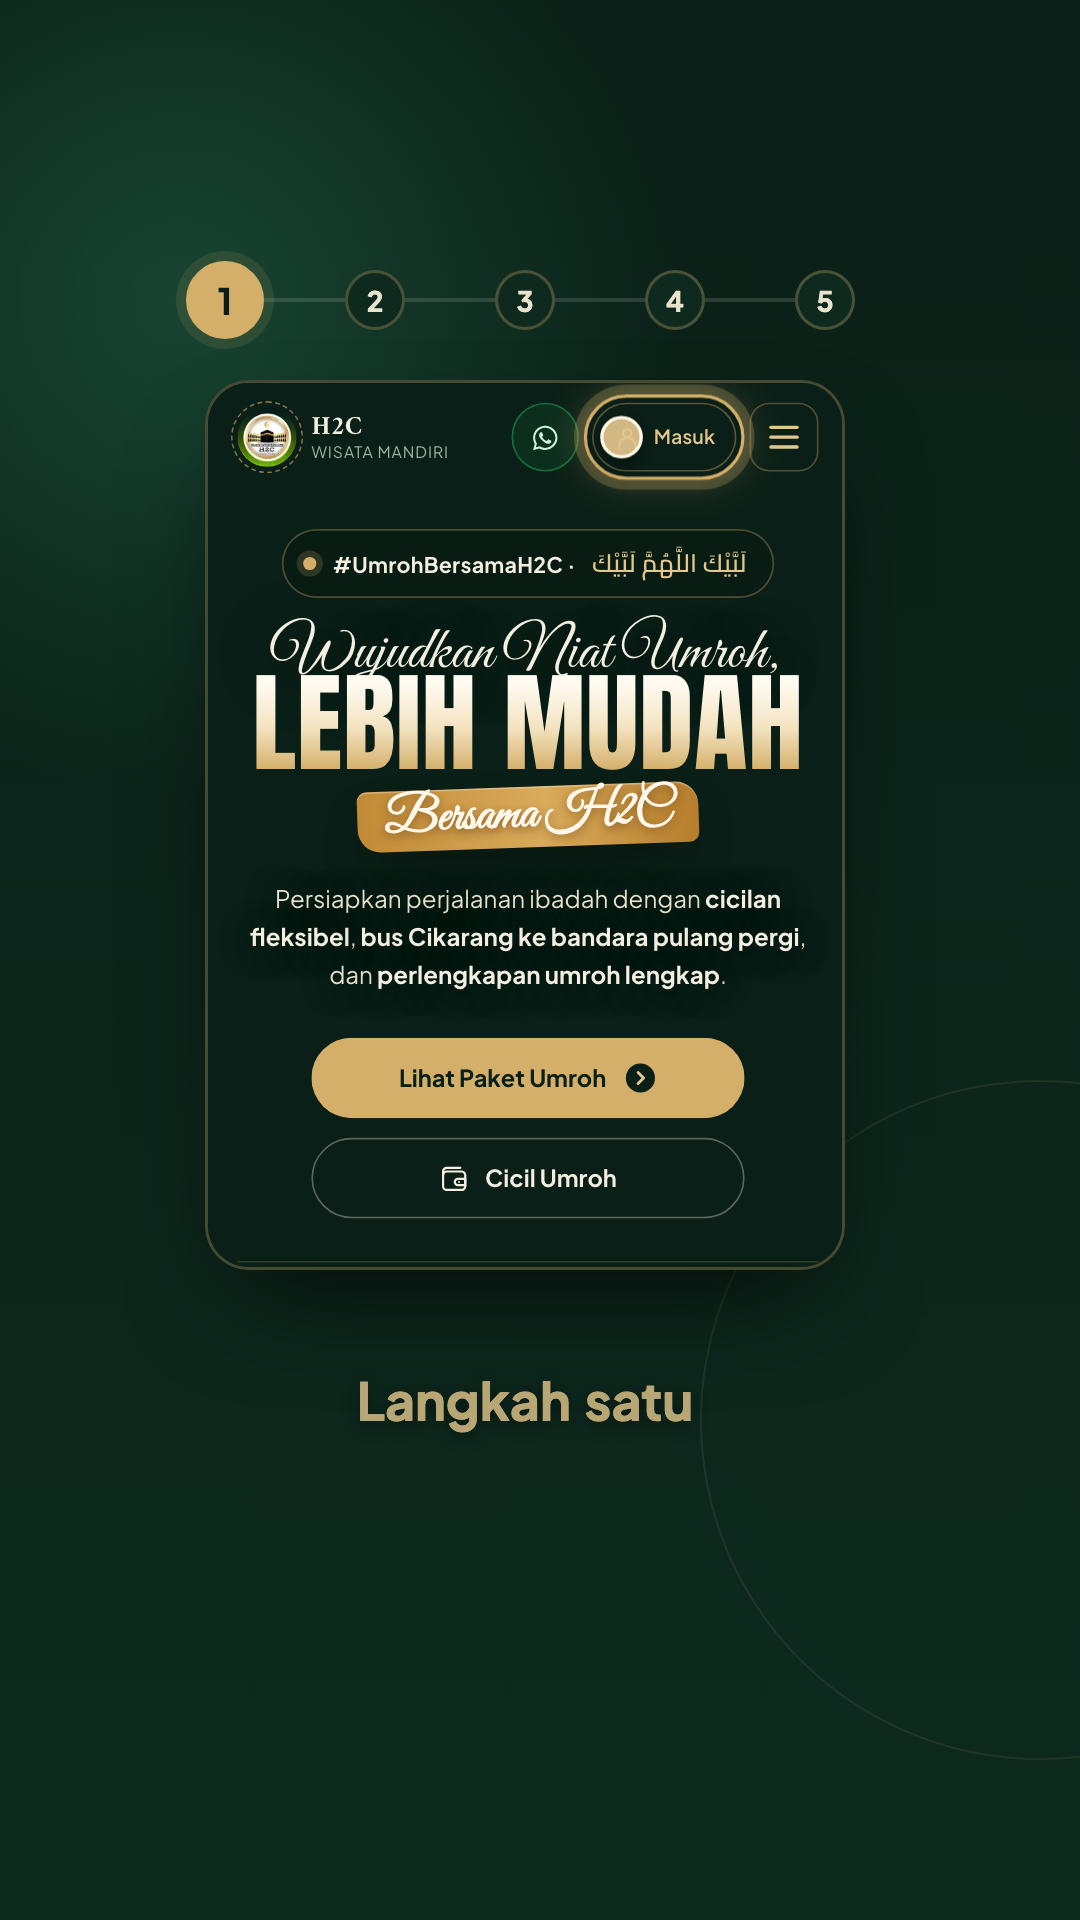 1 2 3 4 5
H2C
WISATA MANDIRI
Masuk
#UmrohBersamaH2C · لَبَّيْكَ اللَّهُمَّ لَبَّيْكَ
Wujudkan Niat Umroh,
LEBIH MUDAH
Bersama H2C
Persiapkan perjalanan ibadah dengan cicilan
fleksibel, bus Cikarang ke bandara pulang pergi,
dan perlengkapan umroh lengkap.
Lihat Paket Umroh
Cicil Umroh
Langkah satu